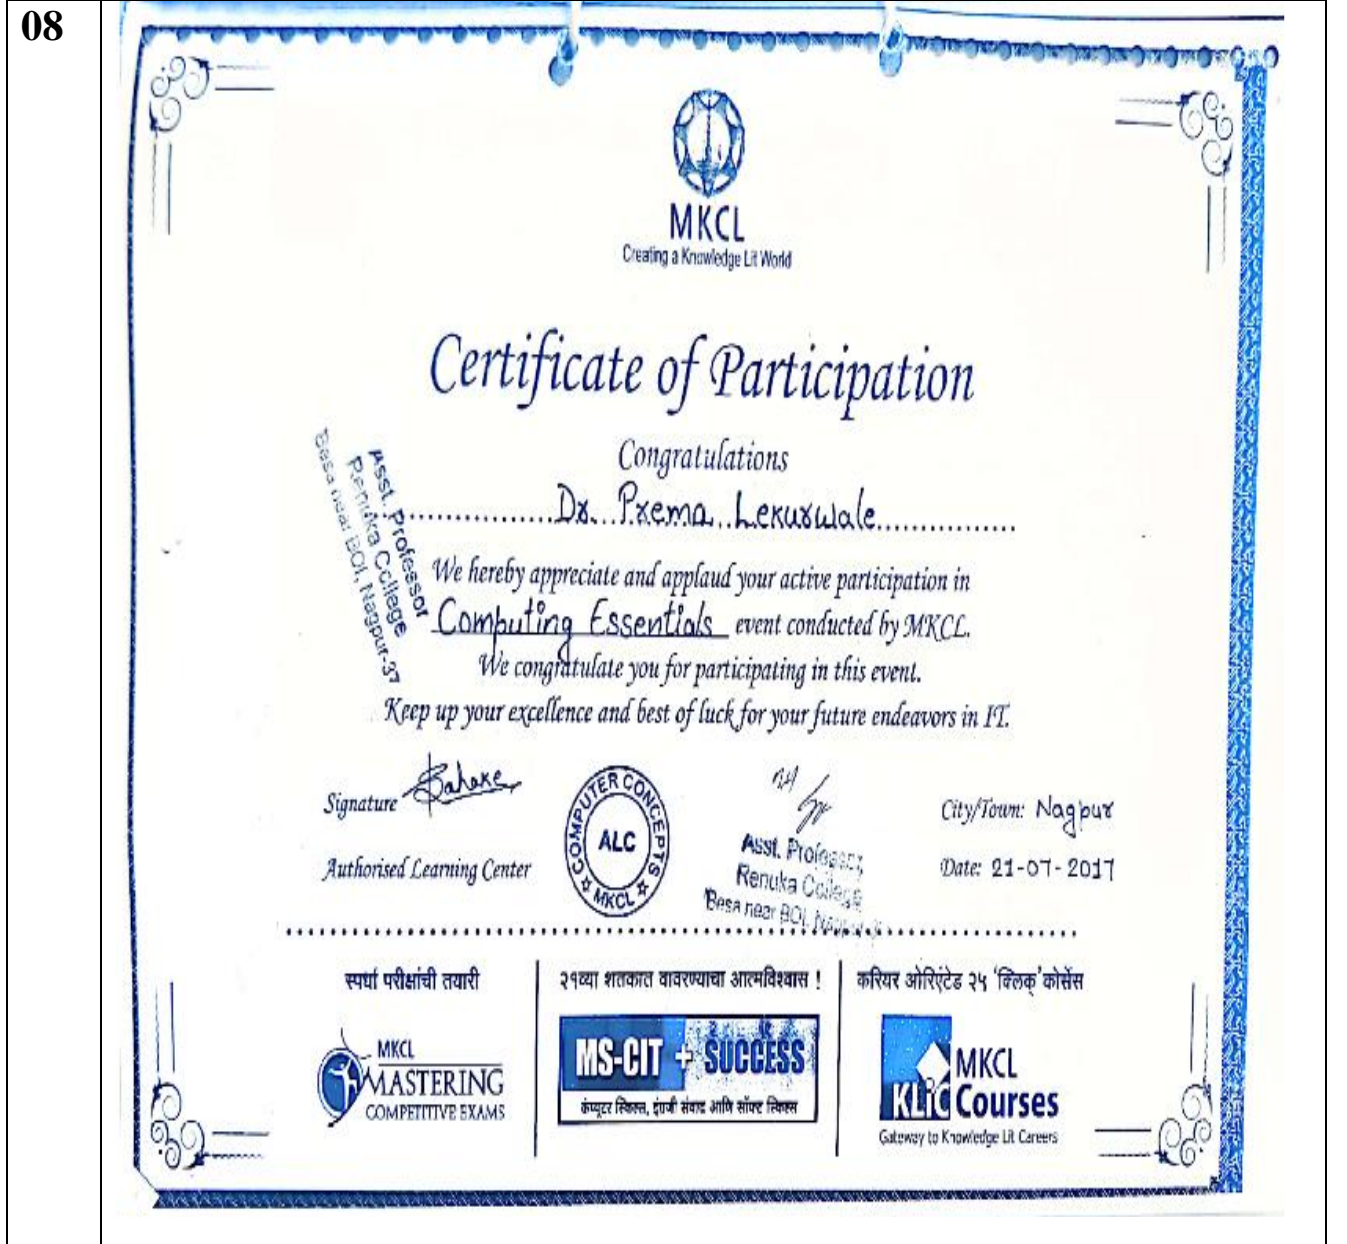 08
MKCL
Creating a Knowledge Lit World
Certificate of Participation
Congratulations
Dr. Prema Lekurwale
Asst. Professor
Renuka College
Besa near BOI, Nagpur-37
We hereby appreciate and applaud your active participation in
Computing Essentials event conducted by MKCL.
We congratulate you for participating in this event.
Keep up your excellence and best of luck for your future endeavors in IT.
Signature
Authorised Learning Center
COMPUTER CONCEPTS
ALC
MKCL
Asst. Professor
Renuka College
Besa near BOI,
City/Town: Nagpur
Date: 21-07-2017
स्पर्धा परीक्षांची तयारी
MKCL
MASTERING
COMPETITIVE EXAMS
२१व्या शतकात वावरण्याचा आत्मविश्वास !
MS-CIT + SUCCESS
कंप्युटर स्किल्स, इंग्रजी संवाद आणि सॉफ्ट स्किल्स
करियर ओरिएंटेड २५ 'क्लिक' कोर्सेस
MKCL
KLiC Courses
Gateway to Knowledge Lit Careers